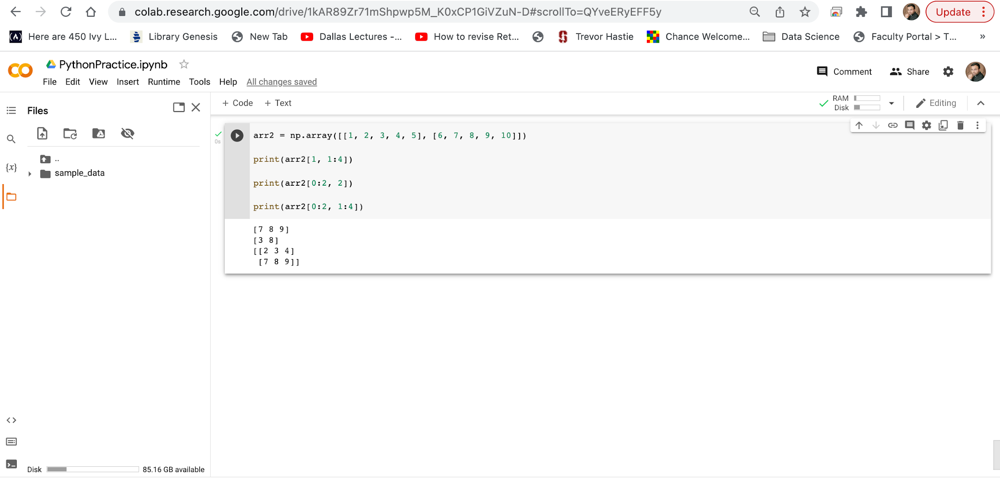 colab.research.google.com/drive/1kAR89Zr71mShpwp5M_K0xCP1GiVZuN-D#scrollTo=QYveERyEFF5y
Update
Here are 450 Ivy L...
Library Genesis
New Tab
Dallas Lectures -...
How to revise Ret...
Trevor Hastie
Chance Welcome...
Data Science
Faculty Portal > T...
»
PythonPractice.ipynb
File Edit View Insert Runtime Tools Help All changes saved
Comment
Share
Files
+ Code + Text
RAM
Disk
Editing
..
sample_data
{x}
0s
arr2 = np.array([[1, 2, 3, 4, 5], [6, 7, 8, 9, 10]])
print(arr2[1, 1:4])
print(arr2[0:2, 2])
print(arr2[0:2, 1:4])
[7 8 9]
[3 8]
[[2 3 4]
[7 8 9]]
Disk
85.16 GB available